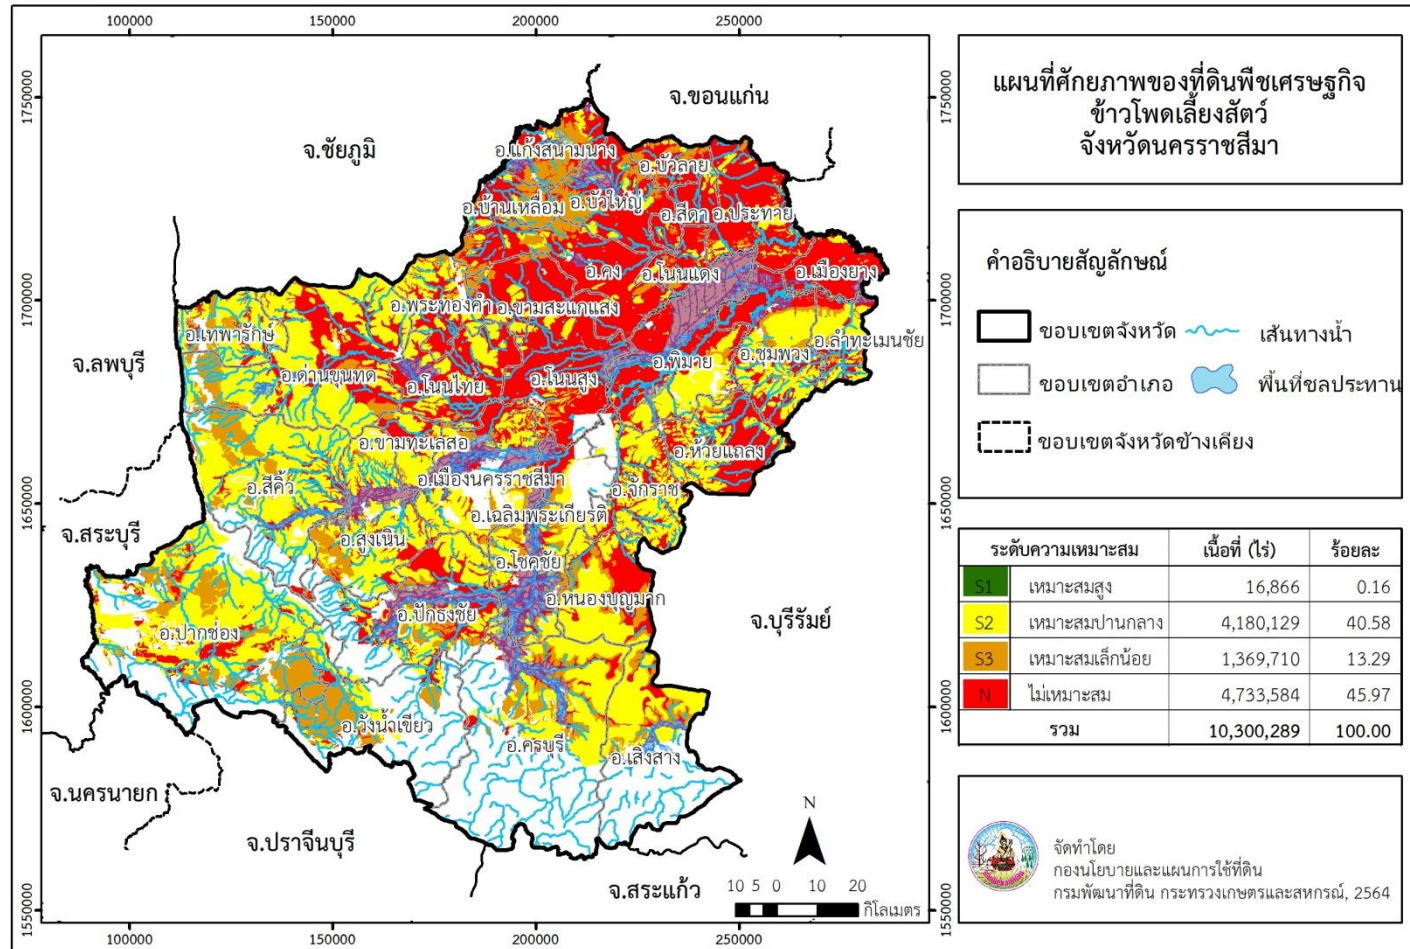 แผนที่ศักยภาพของที่ดินพืชเศรษฐกิจ
ข้าวโพดเลี้ยงสัตว์
จังหวัดนครราชสีมา
100000 150000 200000 250000
1750000 1750000
1700000 1700000
1650000 1650000
1600000 1600000
1550000 1550000
จ.ขอนแก่น
จ.ชัยภูมิ
อ.แก้งสนามนาง
อ.บัวลาย
อ.บ้านเหลื่อม
อ.บัวใหญ่
อ.สีดา
อ.ประทาย
อ.คง
อ.โนนแดง
อ.เมืองยาง
อ.พระทองคำ
อ.ขามสะแกแสง
อ.เทพารักษ์
อ.ลำทะเมนชัย
อ.ชุมพวง
จ.ลพบุรี
อ.พิมาย
อ.ด่านขุนทด
อ.โนนไทย
อ.โนนสูง
อ.ขามทะเลสอ
อ.ห้วยแถลง
อ.เมืองนครราชสีมา
อ.สีคิ้ว
อ.จักราช
อ.เฉลิมพระเกียรติ
จ.สระบุรี
อ.สูงเนิน
อ.โชคชัย
อ.หนองบุญมาก
อ.ปักธงชัย
จ.บุรีรัมย์
อ.ปากช่อง
อ.วังน้ำเขียว
อ.ครบุรี
อ.เสิงสาง
จ.นครนายก
จ.ปราจีนบุรี
จ.สระแก้ว
N
10 5 0 10 20
กิโลเมตร
100000 150000 200000 250000
คำอธิบายสัญลักษณ์
ขอบเขตจังหวัด เส้นทางน้ำ
ขอบเขตอำเภอ พื้นที่ชลประทาน
ขอบเขตจังหวัดข้างเคียง
ระดับความเหมาะสม เนื้อที่ (ไร่) ร้อยละ
S1 เหมาะสมสูง 16,866 0.16
S2 เหมาะสมปานกลาง 4,180,129 40.58
S3 เหมาะสมเล็กน้อย 1,369,710 13.29
N ไม่เหมาะสม 4,733,584 45.97
รวม 10,300,289 100.00
จัดทำโดย
กองนโยบายและแผนการใช้ที่ดิน
กรมพัฒนาที่ดิน กระทรวงเกษตรและสหกรณ์, 2564